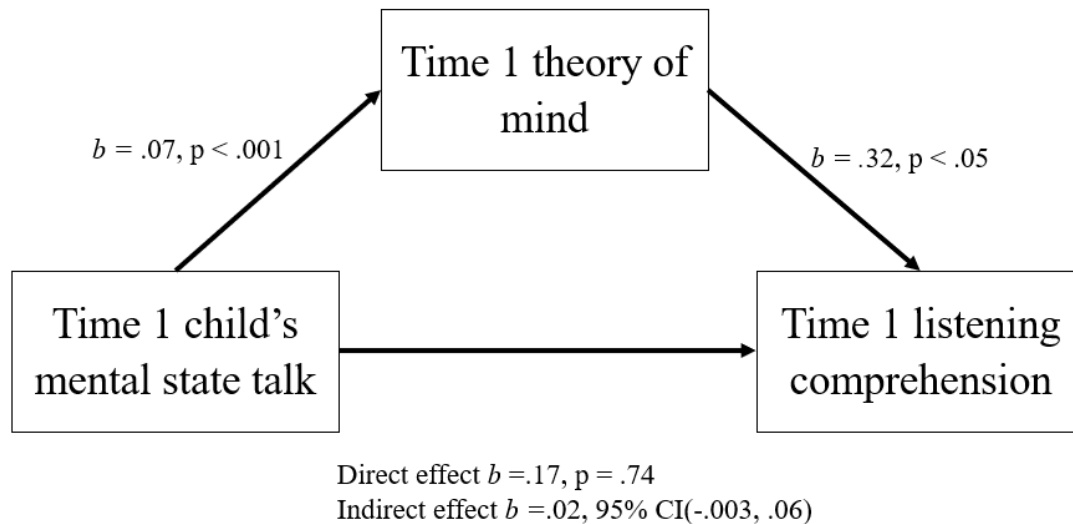 Time 1 theory of
mind
b = .07, p < .001
b = .32, p < .05
Time 1 child’s
mental state talk
Time 1 listening
comprehension
Direct effect b =.17, p = .74
Indirect effect b =.02, 95% CI(-.003, .06)